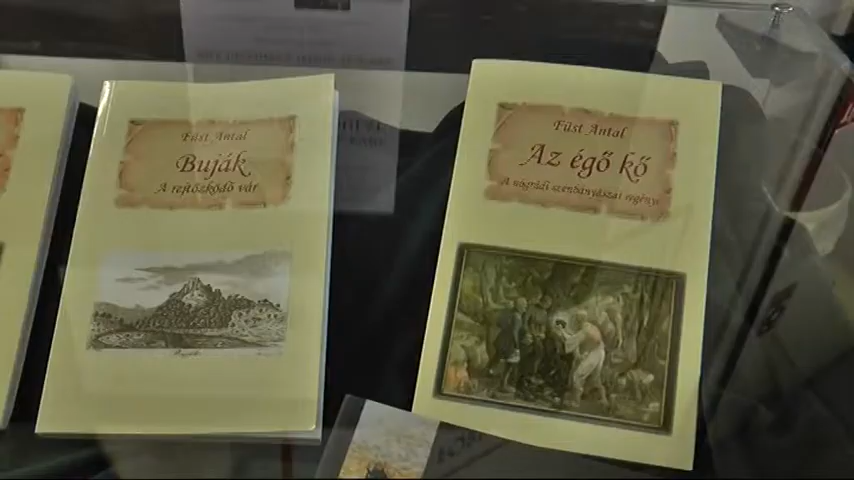 Füst Antal
Buják
A rejtőzködő vár
Füst Antal
Az égő kő
A nógrádi szénbányászat regénye